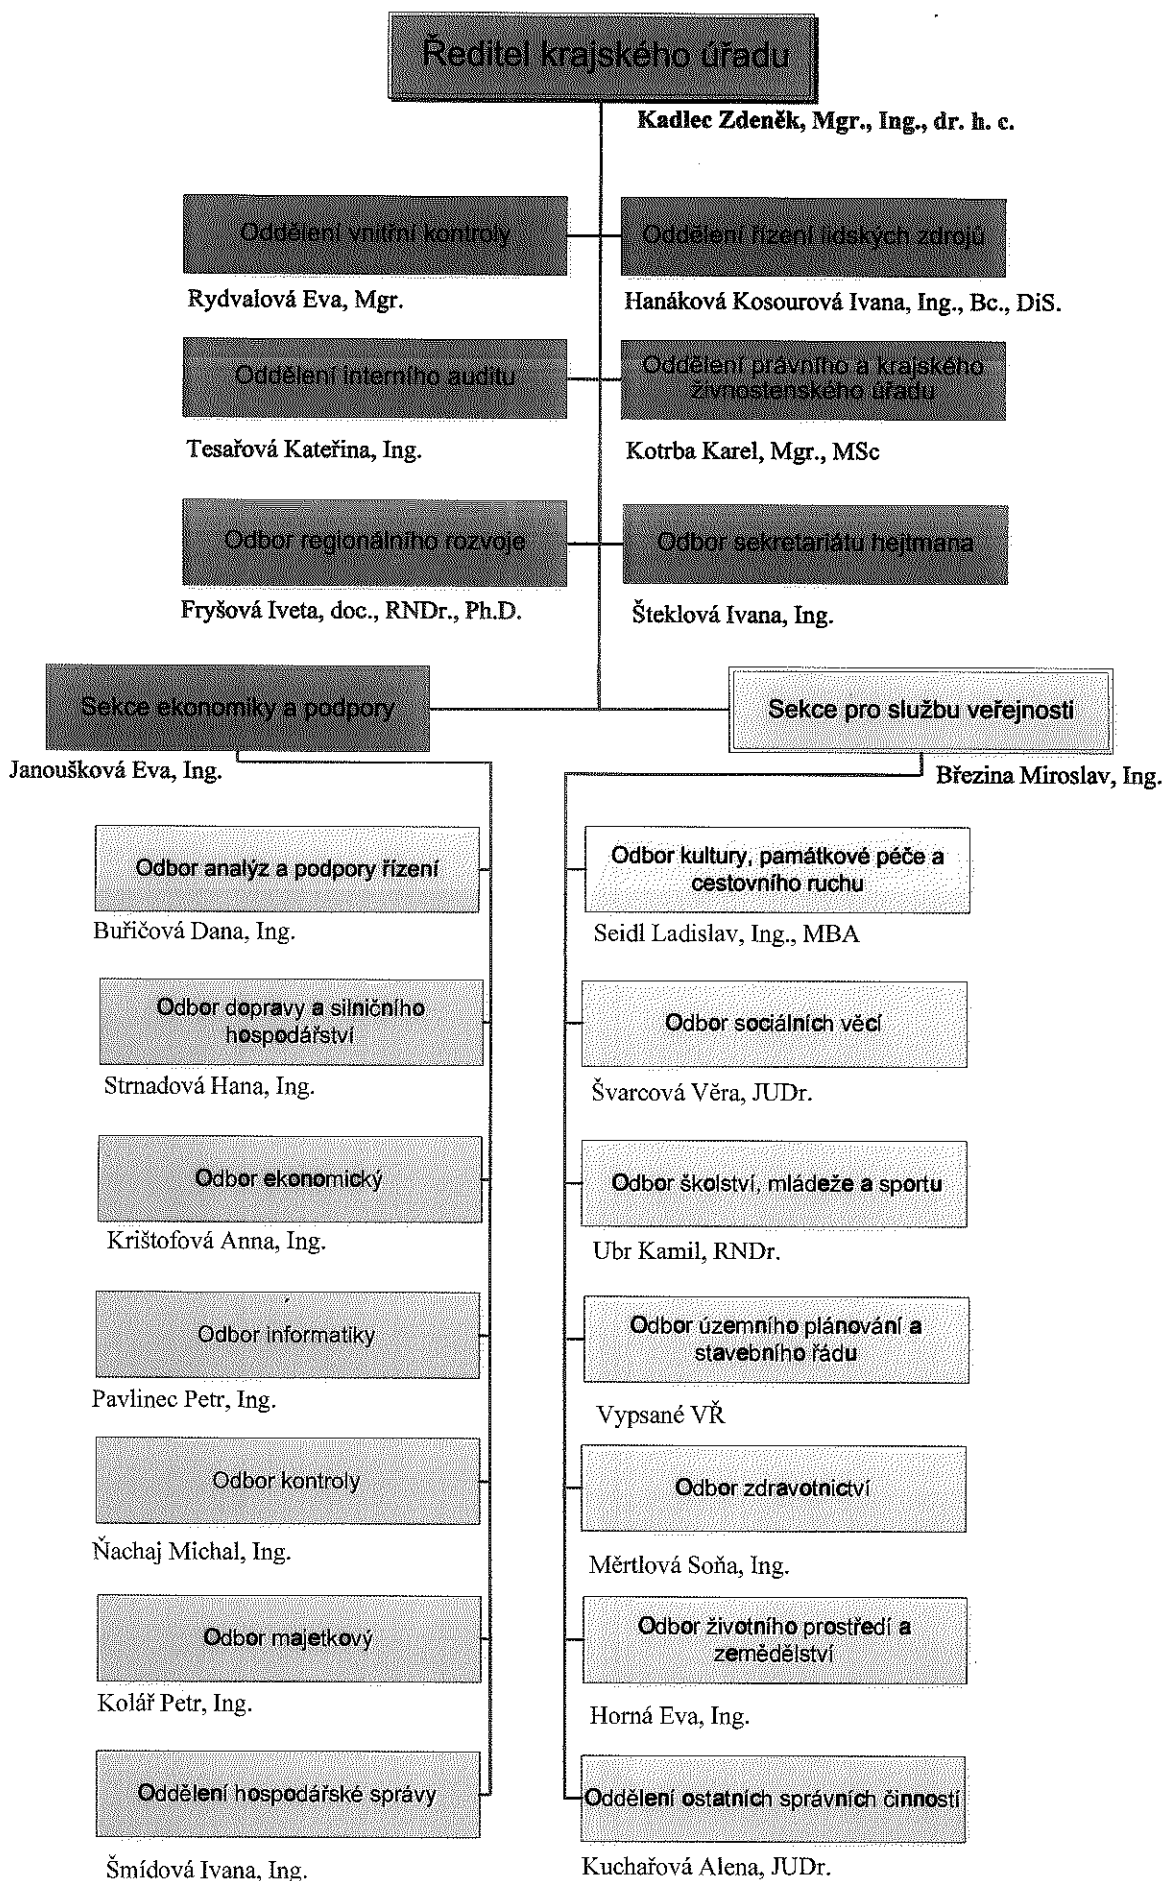 Ředitel krajského úřadu
Kadlec Zdeněk, Mgr., Ing., dr. h. c.
Oddělení vnitřní kontroly
Rydvalová Eva, Mgr.
Oddělení řízení lidských zdrojů
Hanáková Kosourová Ivana, Ing., Bc., DiS.
Oddělení interního auditu
Tesařová Kateřina, Ing.
Oddělení právního a krajského
živnostenského úřadu
Kotrba Karel, Mgr., MSc
Odbor regionálního rozvoje
Fryšová Iveta, doc., RNDr., Ph.D.
Odbor sekretariátu hejtmana
Šteklová Ivana, Ing.
Sekce ekonomiky a podpory
Janoušková Eva, Ing.
Sekce pro službu veřejnosti
Březina Miroslav, Ing.
Odbor analýz a podpory řízení
Buřičová Dana, Ing.
Odbor dopravy a silničního
hospodářství
Strnadová Hana, Ing.
Odbor ekonomický
Krištofová Anna, Ing.
Odbor informatiky
Pavlinec Petr, Ing.
Odbor kontroly
Ňachaj Michal, Ing.
Odbor majetkový
Kolář Petr, Ing.
Oddělení hospodářské správy
Šmídová Ivana, Ing.
Odbor kultury, památkové péče a
cestovního ruchu
Seidl Ladislav, Ing., MBA
Odbor sociálních věcí
Švarcová Věra, JUDr.
Odbor školství, mládeže a sportu
Ubr Kamil, RNDr.
Odbor územního plánování a
stavebního řádu
Vypsané VŘ
Odbor zdravotnictví
Měrtlová Soňa, Ing.
Odbor životního prostředí a
zemědělství
Horná Eva, Ing.
Oddělení ostatních správních činností
Kuchařová Alena, JUDr.